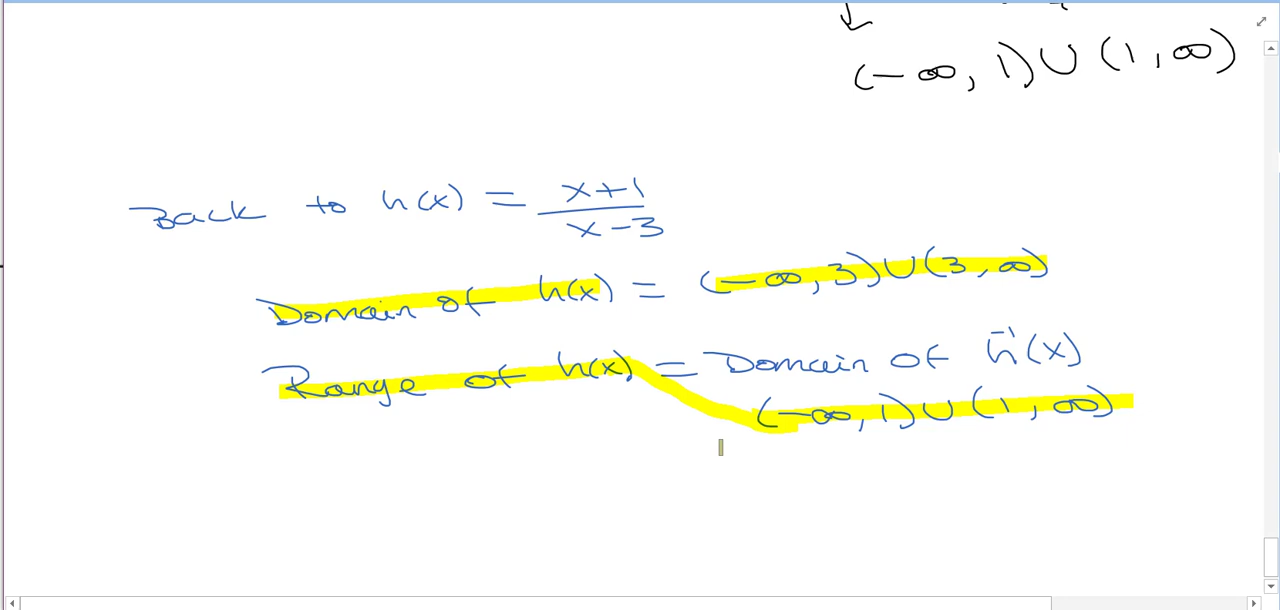 (-∞, 1) ∪ (1, ∞)
Back to h(x) = x+1
x-3
Domain of h(x) = (-∞, 3) ∪ (3, ∞)
Range of h(x) = Domain of h⁻¹(x)
(-∞, 1) ∪ (1, ∞)